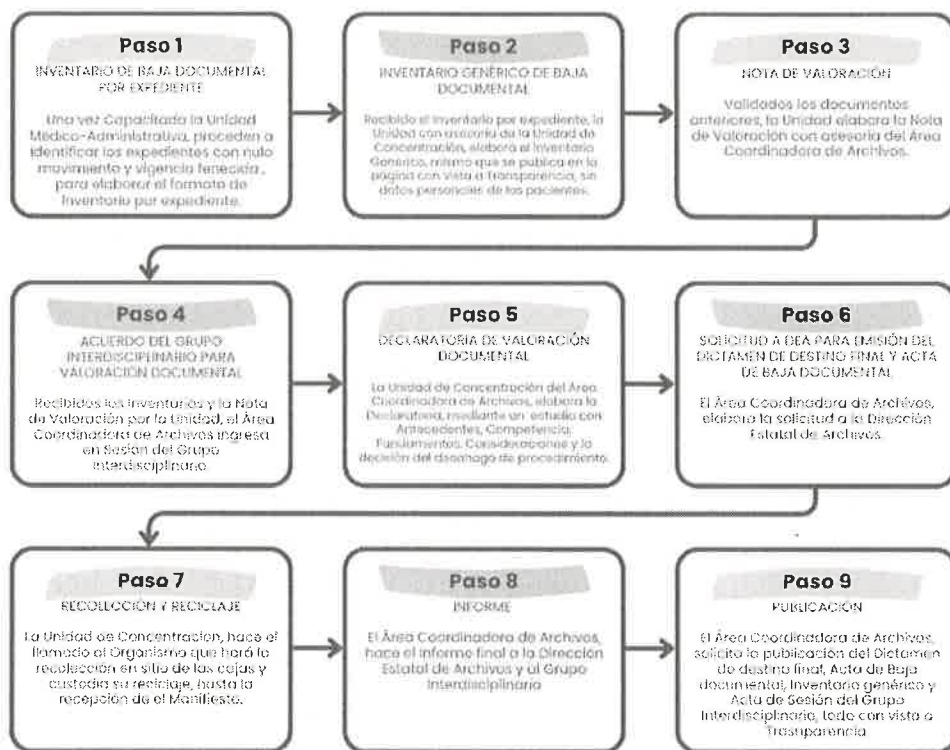 Paso 1
INVENTARIO DE BAJA DOCUMENTAL
POR EXPEDIENTE
Una vez Capacitada la Unidad
Médico-Administrativa, proceden a
identificar los expedientes con nulo
movimiento y vigencia fenecida,
para elaborar el formato de
Inventario por expediente.
Paso 2
INVENTARIO GENÉRICO DE BAJA
DOCUMENTAL
Recibido el Inventario por expediente, la
Unidad con asesoría de la Unidad de
Concentración, elabora el Inventario
Genérico, mismo que se publica en la
página con vista a Transparencia, sin
datos personales de los pacientes.
Paso 3
NOTA DE VALORACIÓN
Validados los documentos
anteriores, la Unidad elabora la Nota
de Valoración con asesoría del Área
Coordinadora de Archivos.
Paso 4
ACUERDO DEL GRUPO
INTERDISCIPLINARIO PARA
VALORACIÓN DOCUMENTAL
Recibidos los Inventarios y la Nota
de Valoración por la Unidad, el Área
Coordinadora de Archivos ingresa
en Sesión del Grupo
Interdisciplinario
Paso 5
DECLARATORIA DE VALORACIÓN
DOCUMENTAL
La Unidad de Concentración del Área
Coordinadora de Archivos, elabora la
Declaratoria, mediante un estudio con
Antecedentes, Competencia,
Fundamentos, Consideraciones y la
decisión del desahogo de procedimiento.
Paso 6
SOLICITUD A DEA PARA EMISIÓN DEL
DICTAMEN DE DESTINO FINAL Y ACTA
DE BAJA DOCUMENTAL
El Área Coordinadora de Archivos,
elabora la solicitud a la Dirección
Estatal de Archivos.
Paso 7
RECOLECCIÓN Y RECICLAJE
La Unidad de Concentración, hace el
llamado al Organismo que hará la
recolección en sitio de las cajas y
custodia su reciclaje, hasta la
recepción de el Manifiesto.
Paso 8
INFORME
El Área Coordinadora de Archivos,
hace el Informe final a la Dirección
Estatal de Archivos y al Grupo
Interdisciplinario
Paso 9
PUBLICACIÓN
El Área Coordinadora de Archivos,
solicita la publicación del Dictamen
de destino final, Acta de Baja
documental, Inventario genérico y
Acta de Sesión del Grupo
Interdisciplinario, todo con vista a
Transparencia